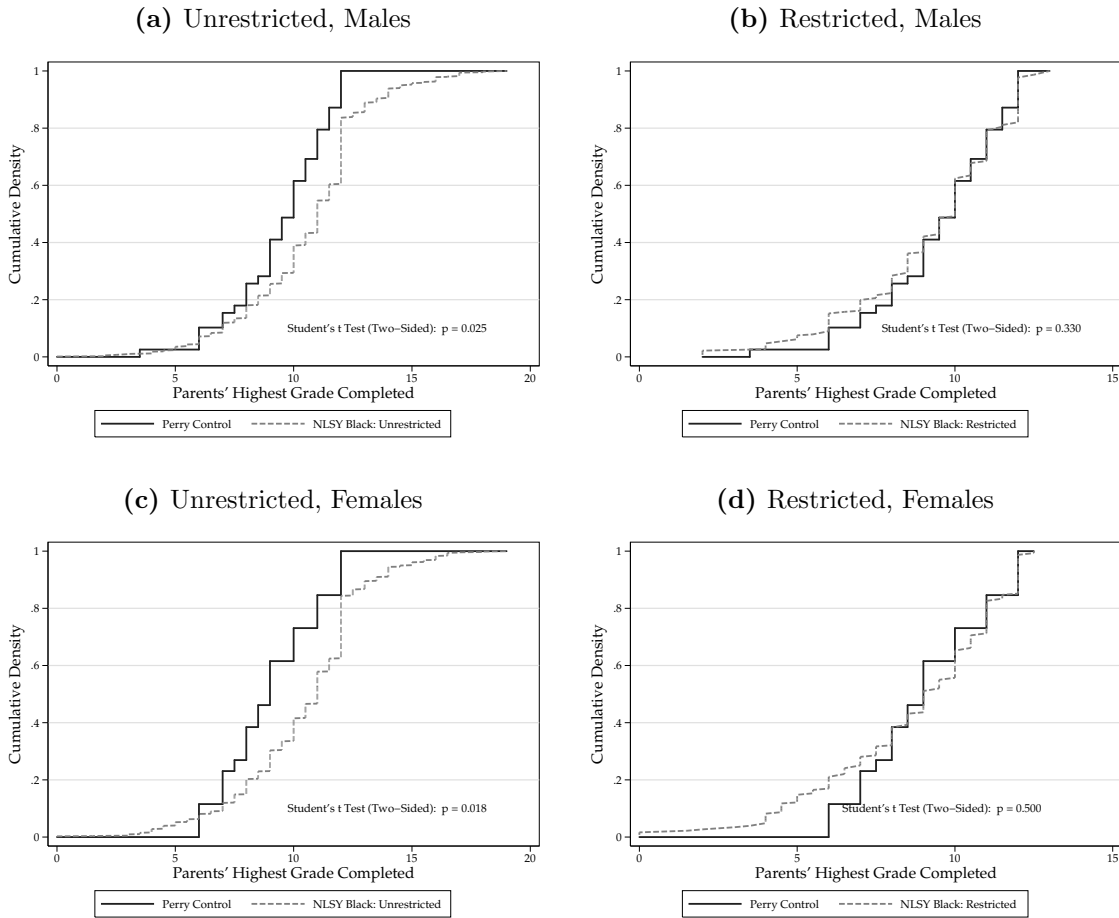 (a) Unrestricted, Males
Cumulative Density
1
.8
.6
.4
.2
0
Student's t Test (Two−Sided): p = 0.025
0 5 10 15 20
Parents' Highest Grade Completed
Perry Control NLSY Black: Unrestricted
(b) Restricted, Males
Cumulative Density
1
.8
.6
.4
.2
0
Student's t Test (Two−Sided): p = 0.330
0 5 10 15
Parents' Highest Grade Completed
Perry Control NLSY Black: Restricted
(c) Unrestricted, Females
Cumulative Density
1
.8
.6
.4
.2
0
Student's t Test (Two−Sided): p = 0.018
0 5 10 15 20
Parents' Highest Grade Completed
Perry Control NLSY Black: Unrestricted
(d) Restricted, Females
Cumulative Density
1
.8
.6
.4
.2
0
Student's t Test (Two−Sided): p = 0.500
0 5 10 15
Parents' Highest Grade Completed
Perry Control NLSY Black: Restricted